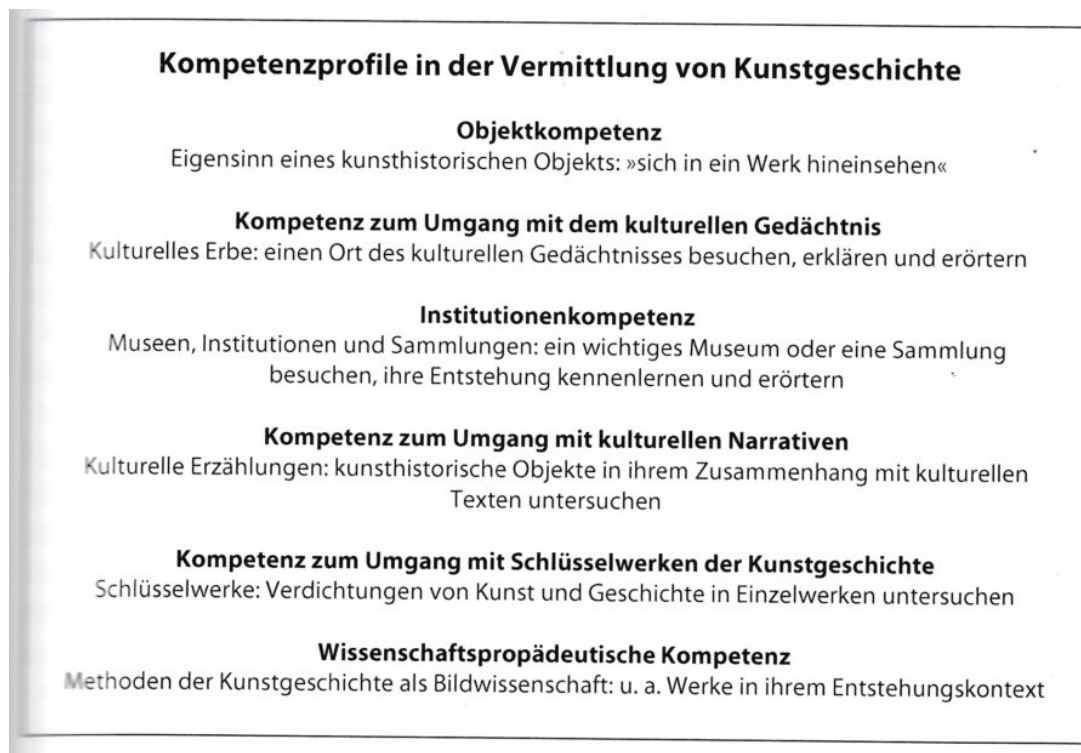 Kompetenzprofile in der Vermittlung von Kunstgeschichte
Objektkompetenz
Eigensinn eines kunsthistorischen Objekts: »sich in ein Werk hineinsehen«
Kompetenz zum Umgang mit dem kulturellen Gedächtnis
Kulturelles Erbe: einen Ort des kulturellen Gedächtnisses besuchen, erklären und erörtern
Institutionenkompetenz
Museen, Institutionen und Sammlungen: ein wichtiges Museum oder eine Sammlung
besuchen, ihre Entstehung kennenlernen und erörtern
Kompetenz zum Umgang mit kulturellen Narrativen
Kulturelle Erzählungen: kunsthistorische Objekte in ihrem Zusammenhang mit kulturellen
Texten untersuchen
Kompetenz zum Umgang mit Schlüsselwerken der Kunstgeschichte
Schlüsselwerke: Verdichtungen von Kunst und Geschichte in Einzelwerken untersuchen
Wissenschaftspropädeutische Kompetenz
Methoden der Kunstgeschichte als Bildwissenschaft: u. a. Werke in ihrem Entstehungskontext